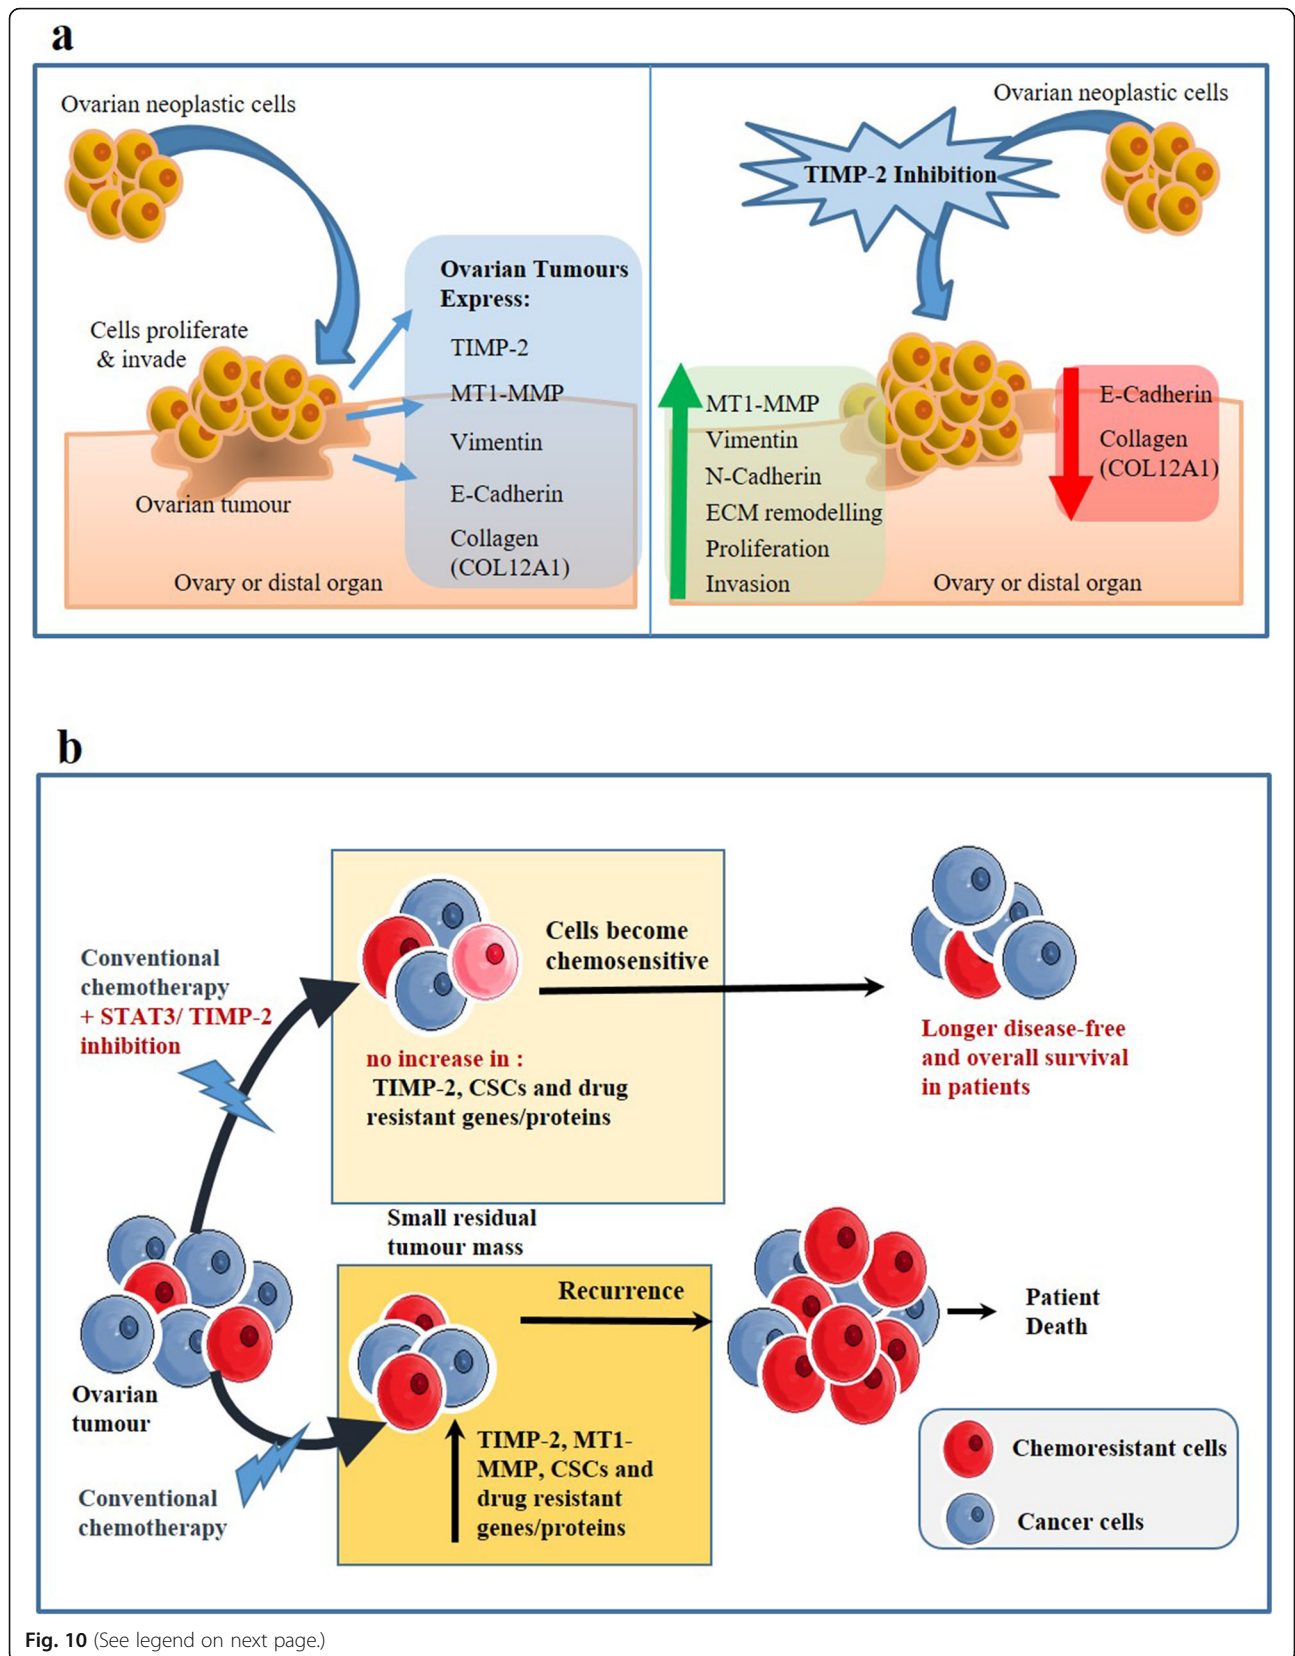 a
Ovarian neoplastic cells
Cells proliferate
& invade
Ovarian tumour
Ovary or distal organ
Ovarian Tumours
Express:
TIMP-2
MT1-MMP
Vimentin
E-Cadherin
Collagen
(COL12A1)
Ovarian neoplastic cells
TIMP-2 Inhibition
MT1-MMP
Vimentin
N-Cadherin
ECM remodelling
Proliferation
Invasion
E-Cadherin
Collagen
(COL12A1)
Ovary or distal organ
b
Conventional
chemotherapy
+ STAT3/ TIMP-2
inhibition
Cells become
chemosensitive
no increase in :
TIMP-2, CSCs and drug
resistant genes/proteins
Longer disease-free
and overall survival
in patients
Small residual
tumour mass
Ovarian
tumour
Recurrence
Patient
Death
TIMP-2, MT1-
MMP, CSCs and
drug resistant
genes/proteins
Conventional
chemotherapy
Chemoresistant cells
Cancer cells
Fig. 10 (See legend on next page.)